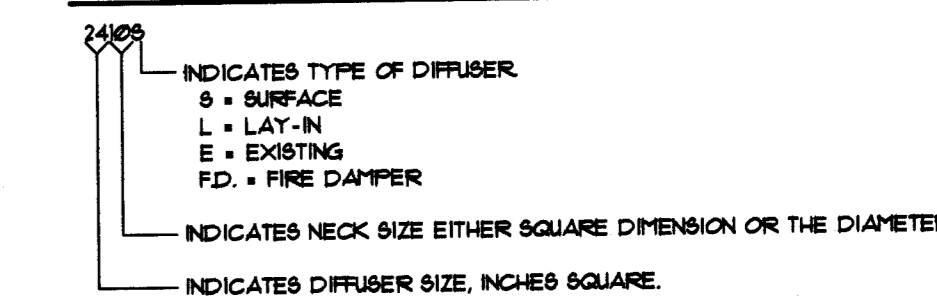 2410S
INDICATES TYPE OF DIFFUSER
S = SURFACE
L = LAY-IN
E = EXISTING
F.D. = FIRE DAMPER
INDICATES NECK SIZE EITHER SQUARE DIMENSION OR THE DIAMETER
INDICATES DIFFUSER SIZE, INCHES SQUARE.